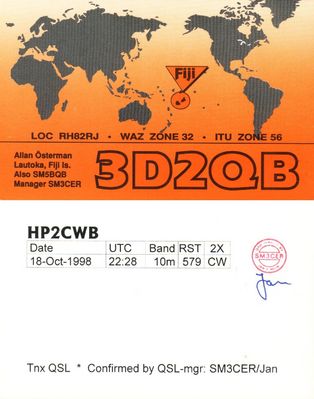 Fiji
LOC RH82RJ • WAZ ZONE 32 • ITU ZONE 56
Allan Österman
Lautoka, Fiji Is.
Also SM5BQB
Manager SM3CER
3D2QB
HP2CWB
Date UTC Band RST 2X
18-Oct-1998 22:28 10m 579 CW
SM3CER
Jan
Tnx QSL * Confirmed by QSL-mgr: SM3CER/Jan